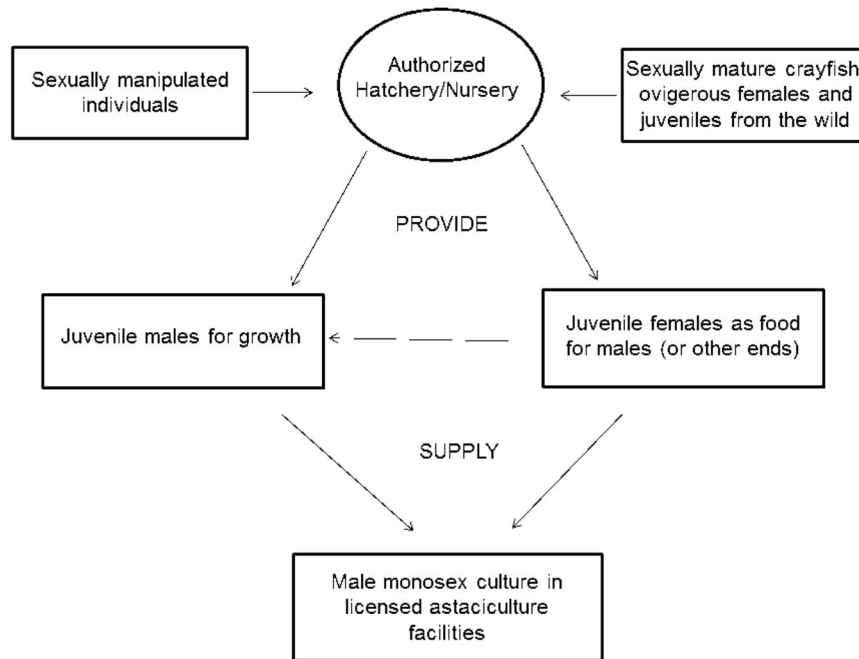 Authorized
Hatchery/Nursery
Sexually manipulated
individuals
Sexually mature crayfish,
ovigerous females and
juveniles from the wild
PROVIDE
Juvenile males for growth
Juvenile females as food
for males (or other ends)
SUPPLY
Male monosex culture in
licensed astaciculture
facilities